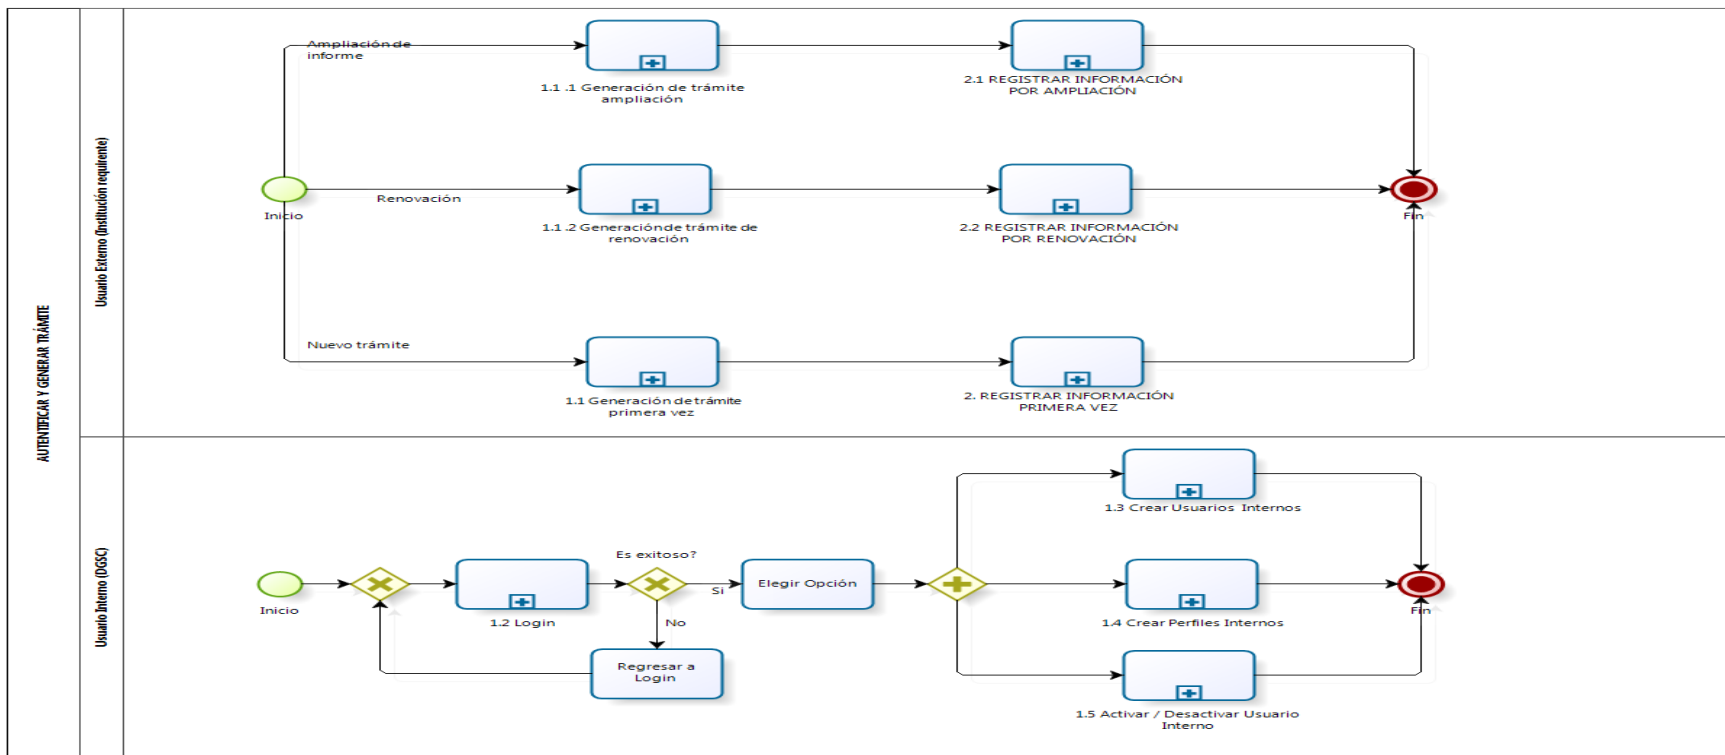 AUTENTIFICAR Y GENERAR TRÁMITE
Usuario Externo (Institución requirente)
Ampliación de
informe
1.1 .1 Generación de trámite
ampliación
2.1 REGISTRAR INFORMACIÓN
POR AMPLIACIÓN
Inicio
Renovación
1.1 .2 Generación de trámite de
renovación
2.2 REGISTRAR INFORMACIÓN
POR RENOVACIÓN
Fin
Nuevo trámite
1.1 Generación de trámite
primera vez
2. REGISTRAR INFORMACIÓN
PRIMERA VEZ
Usuario Interno (DGSC)
Inicio
1.2 Login
Es exitoso?
Si
No
Regresar a
Login
Elegir Opción
1.3 Crear Usuarios Internos
1.4 Crear Perfiles Internos
1.5 Activar / Desactivar Usuario
Interno
Fin